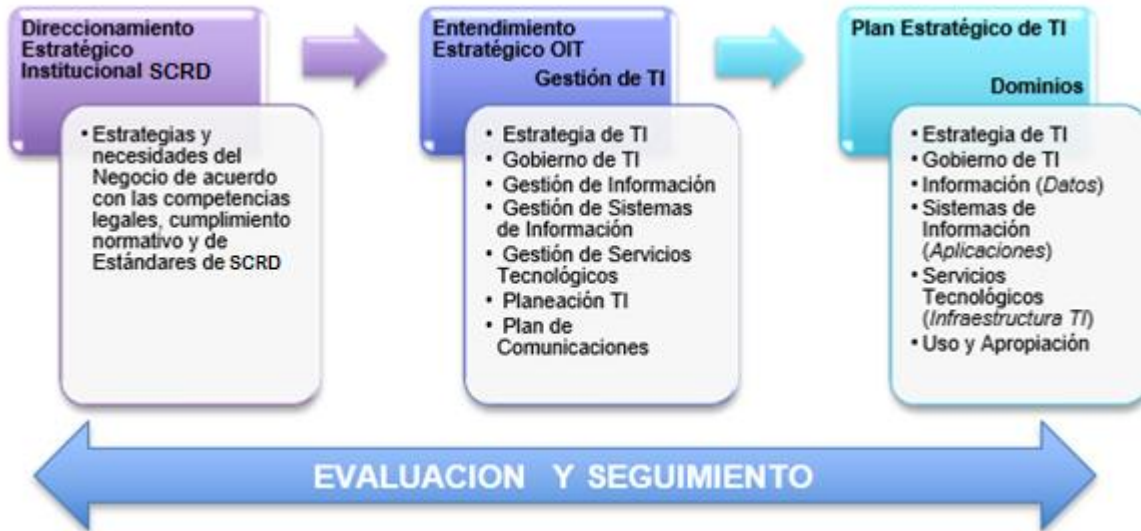 Direccionamiento
Estratégico
Institucional SCRD
• Estrategias y
necesidades del
Negocio de acuerdo
con las competencias
legales, cumplimiento
normativo y de
Estándares de SCRD
Entendimiento
Estratégico OIT
Gestión de TI
• Estrategia de TI
• Gobierno de TI
• Gestión de Información
• Gestión de Sistemas
de Información
• Gestión de Servicios
Tecnológicos
• Planeación TI
• Plan de
Comunicaciones
Plan Estratégico de TI
Dominios
• Estrategia de TI
• Gobierno de TI
• Información (Datos)
• Sistemas de
Información
(Aplicaciones)
• Servicios
Tecnológicos
(Infraestructura TI)
• Uso y Apropiación
EVALUACION Y SEGUIMIENTO